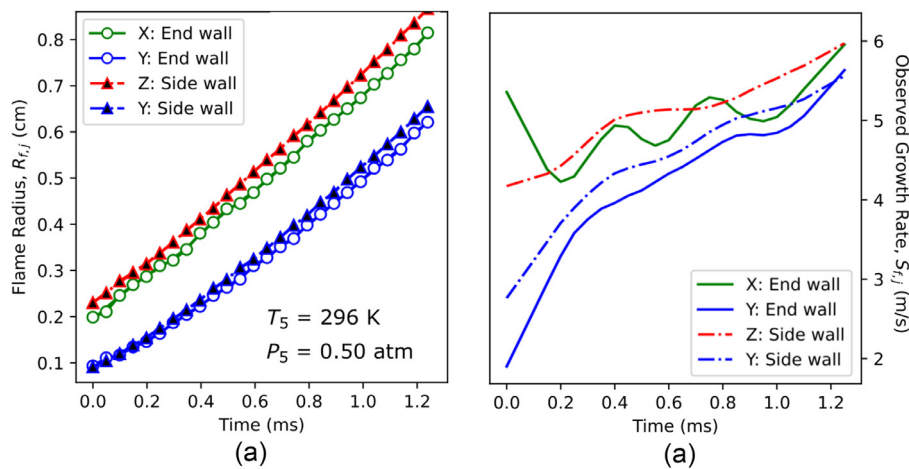 X: End wall
Y: End wall
Z: Side wall
Y: Side wall
T5 = 296 K
P5 = 0.50 atm
Flame Radius, Rf,j (cm)
0.8
0.7
0.6
0.5
0.4
0.3
0.2
0.1
0.0 0.2 0.4 0.6 0.8 1.0 1.2
Time (ms)
(a)
X: End wall
Y: End wall
Z: Side wall
Y: Side wall
6
5
4
3
2
Observed Growth Rate, Sf,j (m/s)
0.0 0.2 0.4 0.6 0.8 1.0 1.2
Time (ms)
(a)